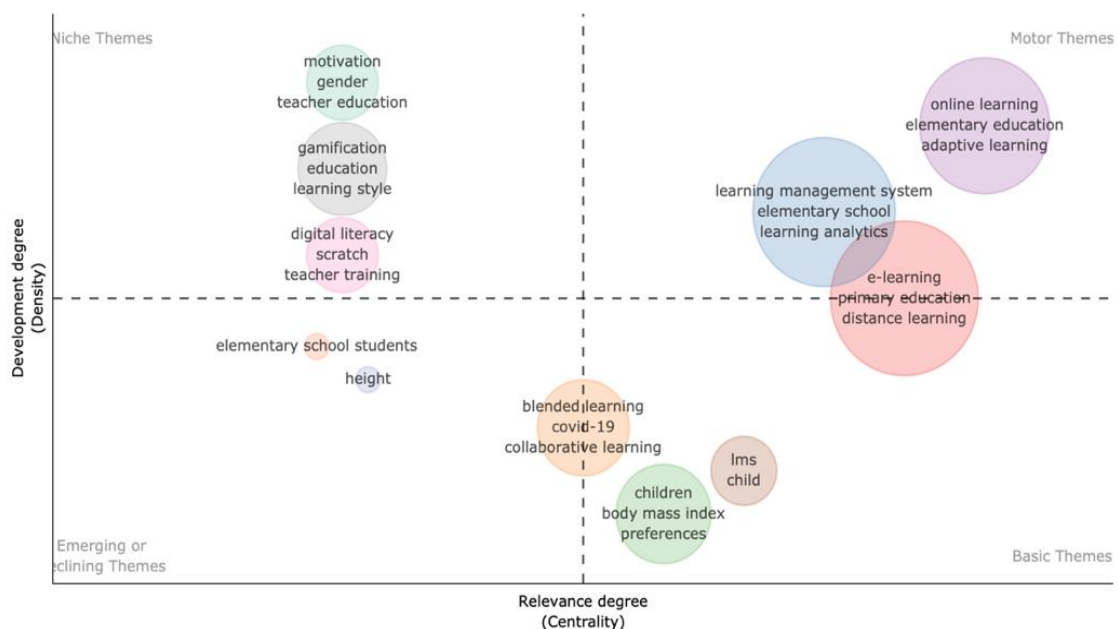 Niche Themes
Motor Themes
motivation
gender
teacher education
online learning
elementary education
adaptive learning
gamification
education
learning style
learning management system
elementary school
learning analytics
digital literacy
scratch
teacher training
e-learning
primary education
distance learning
Development degree
(Density)
elementary school students
height
blended learning
covid-19
collaborative learning
lms
child
children
body mass index
preferences
Emerging or
clining Themes
Basic Themes
Relevance degree
(Centrality)